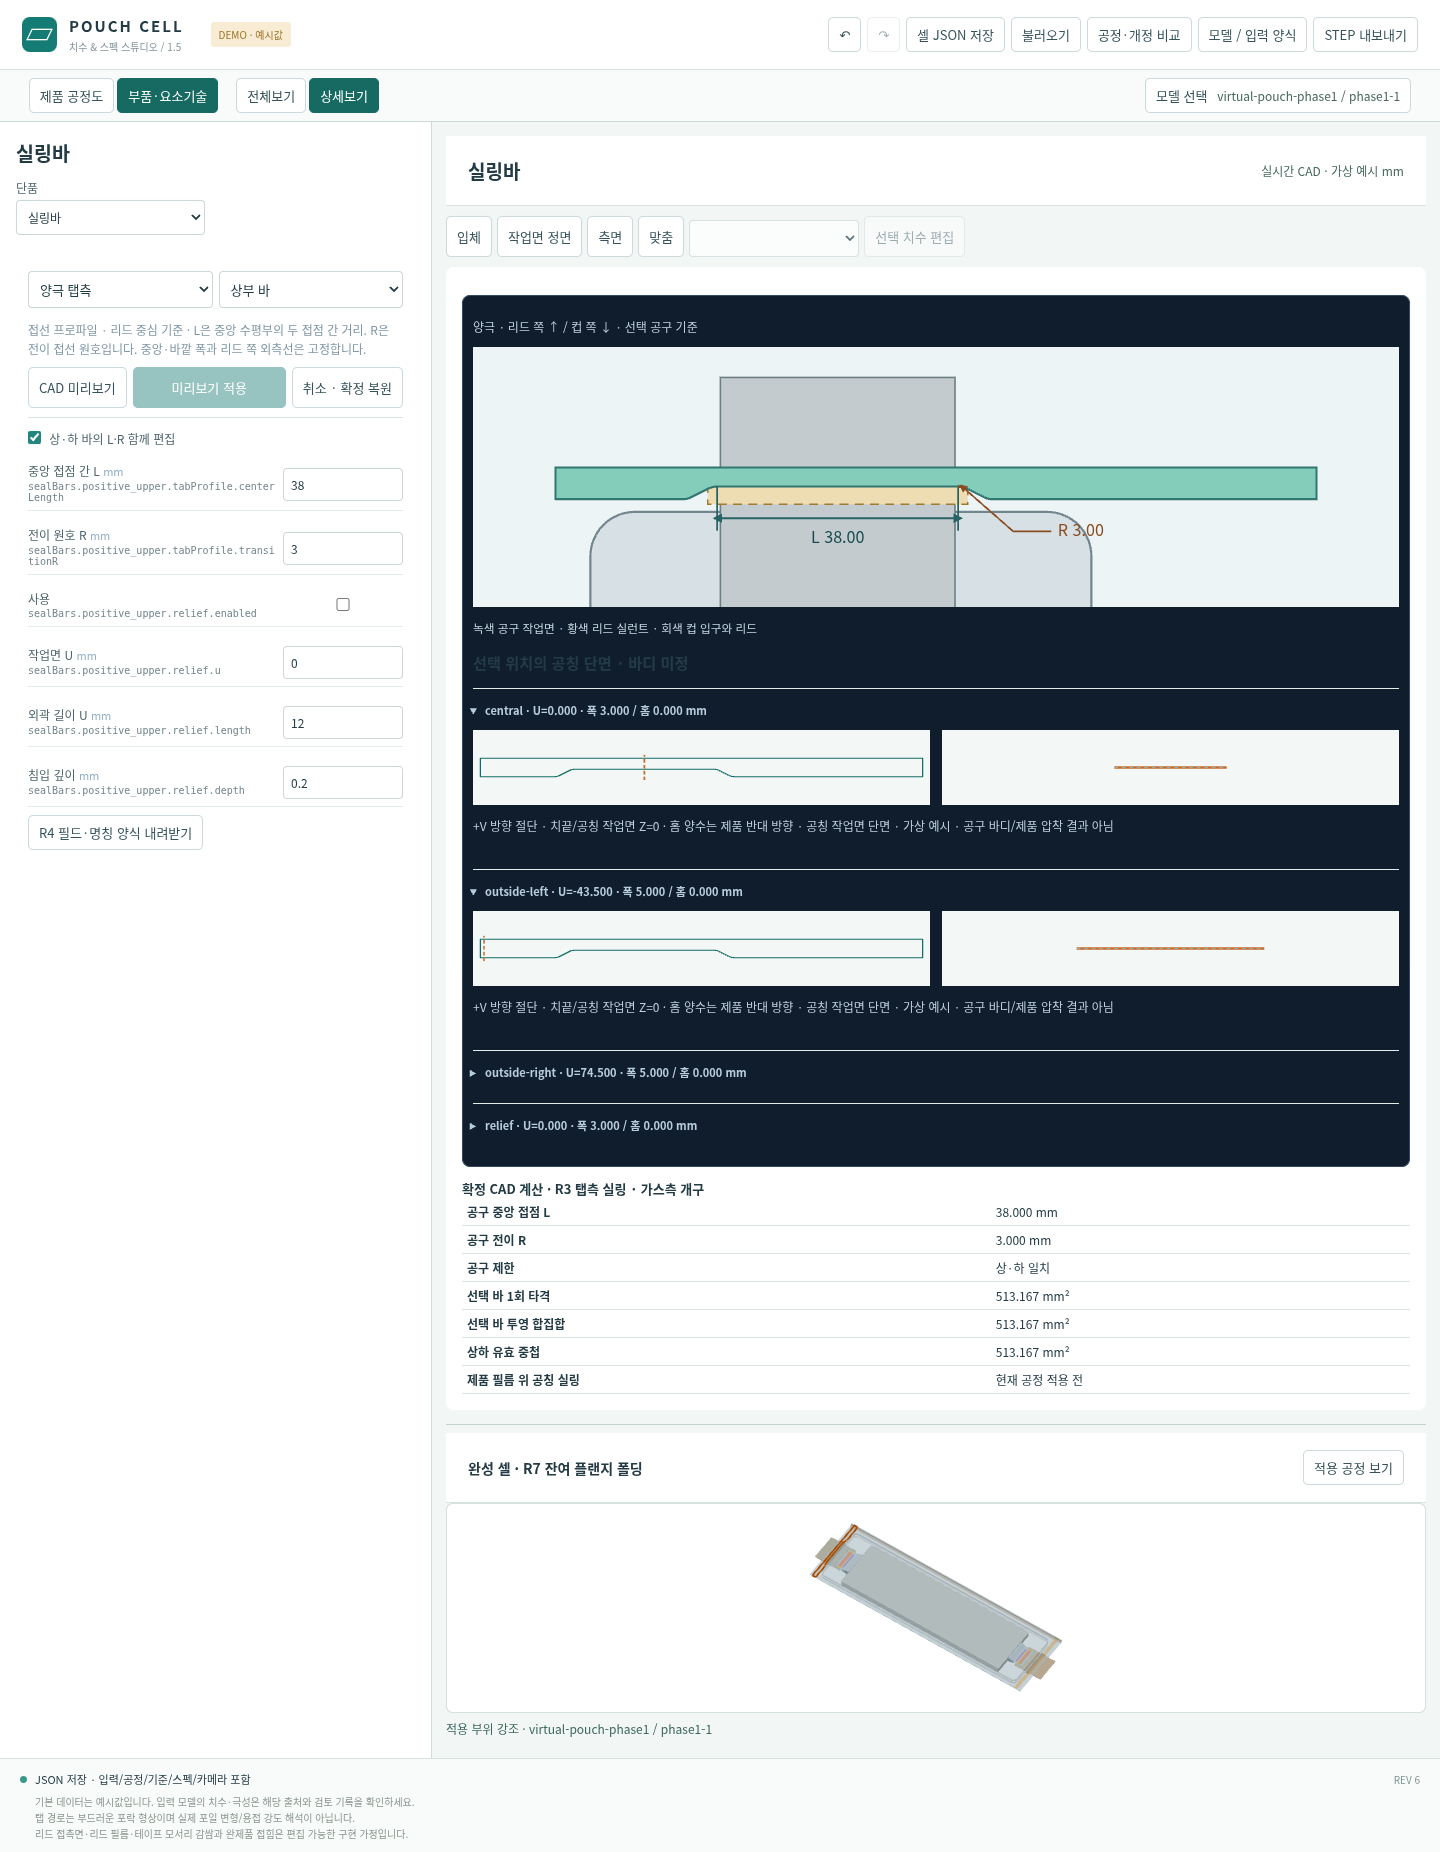 POUCH CELL
치수 & 스펙 스튜디오 / 1.5
DEMO · 예시값
↶
↷
셀 JSON 저장
불러오기
공정·개정 비교
모델 / 입력 양식
STEP 내보내기
제품 공정도
부품·요소기술
전체보기
상세보기
모델 선택 virtual-pouch-phase1 / phase1-1
실링바
단품
실링바
양극 탭측
상부 바
접선 프로파일 · 리드 중심 기준 · L은 중앙 수평부의 두 접점 간 거리. R은
전이 접선 원호입니다. 중앙·바깥 폭과 리드 쪽 외측선은 고정합니다.
CAD 미리보기
미리보기 적용
취소 · 확정 복원
상·하 바의 L·R 함께 편집
중앙 접점 간 L mm
sealBars.positive_upper.tabProfile.center
Length
38
전이 원호 R mm
sealBars.positive_upper.tabProfile.transi
tionR
3
사용
sealBars.positive_upper.relief.enabled
작업면 U mm
sealBars.positive_upper.relief.u
0
외곽 길이 U mm
sealBars.positive_upper.relief.length
12
침입 깊이 mm
sealBars.positive_upper.relief.depth
0.2
R4 필드·명칭 양식 내려받기
실링바
실시간 CAD · 가상 예시 mm
입체
작업면 정면
측면
맞춤
선택 치수 편집
양극 · 리드 쪽 ↑ / 컵 쪽 ↓ · 선택 공구 기준
L 38.00
R 3.00
녹색 공구 작업면 · 황색 리드 실런트 · 회색 컵 입구와 리드
선택 위치의 공칭 단면 · 바디 미정
▼ central · U=0.000 · 폭 3.000 / 홈 0.000 mm
+V 방향 절단 · 치끝/공칭 작업면 Z=0 · 홈 양수는 제품 반대 방향 · 공칭 작업면 단면 · 가상 예시 · 공구 바디/제품 압착 결과 아님
▼ outside-left · U=-43.500 · 폭 5.000 / 홈 0.000 mm
+V 방향 절단 · 치끝/공칭 작업면 Z=0 · 홈 양수는 제품 반대 방향 · 공칭 작업면 단면 · 가상 예시 · 공구 바디/제품 압착 결과 아님
▶ outside-right · U=74.500 · 폭 5.000 / 홈 0.000 mm
▶ relief · U=0.000 · 폭 3.000 / 홈 0.000 mm
확정 CAD 계산 · R3 탭측 실링 · 가스측 개구
공구 중앙 접점 L 38.000 mm
공구 전이 R 3.000 mm
공구 제한 상·하 일치
선택 바 1회 타격 513.167 mm²
선택 바 투영 합집합 513.167 mm²
상하 유효 중첩 513.167 mm²
제품 필름 위 공칭 실링 현재 공정 적용 전
완성 셀 · R7 잔여 플랜지 폴딩
적용 공정 보기
적용 부위 강조 · virtual-pouch-phase1 / phase1-1
JSON 저장 · 입력/공정/기준/스펙/카메라 포함
REV 6
기본 데이터는 예시값입니다. 입력 모델의 치수·극성은 해당 출처와 검토 기록을 확인하세요.
탭 경로는 부드러운 포락 형상이며 실제 포일 변형/용접 강도 해석이 아닙니다.
리드 접촉면·리드 필름·테이프 모서리 감쌈과 완제품 접힘은 편집 가능한 구현 가정입니다.